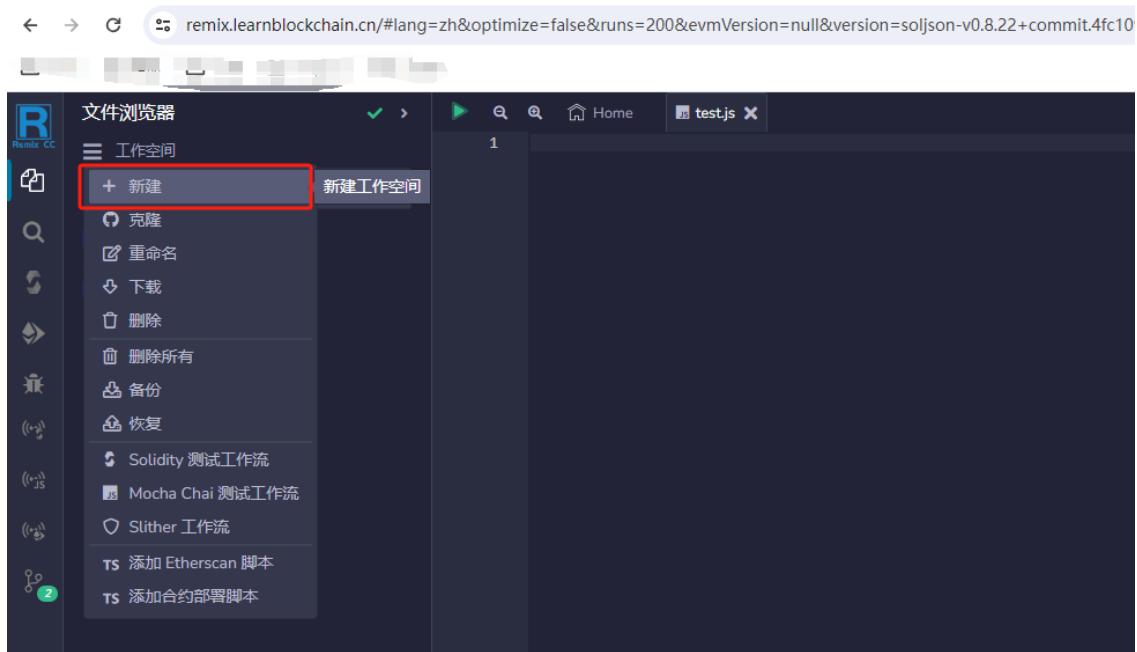 remix.learnblockchain.cn/#lang=zh&optimize=false&runs=200&evmVersion=null&version=soljson-v0.8.22+commit.4fc109
R
Remix CC
文件浏览器
Home
test.js
工作空间
1
新建
新建工作空间
克隆
重命名
下载
删除
删除所有
备份
恢复
Solidity 测试工作流
JS Mocha Chai 测试工作流
Slither 工作流
TS 添加 Etherscan 脚本
TS 添加合约部署脚本
JS
2